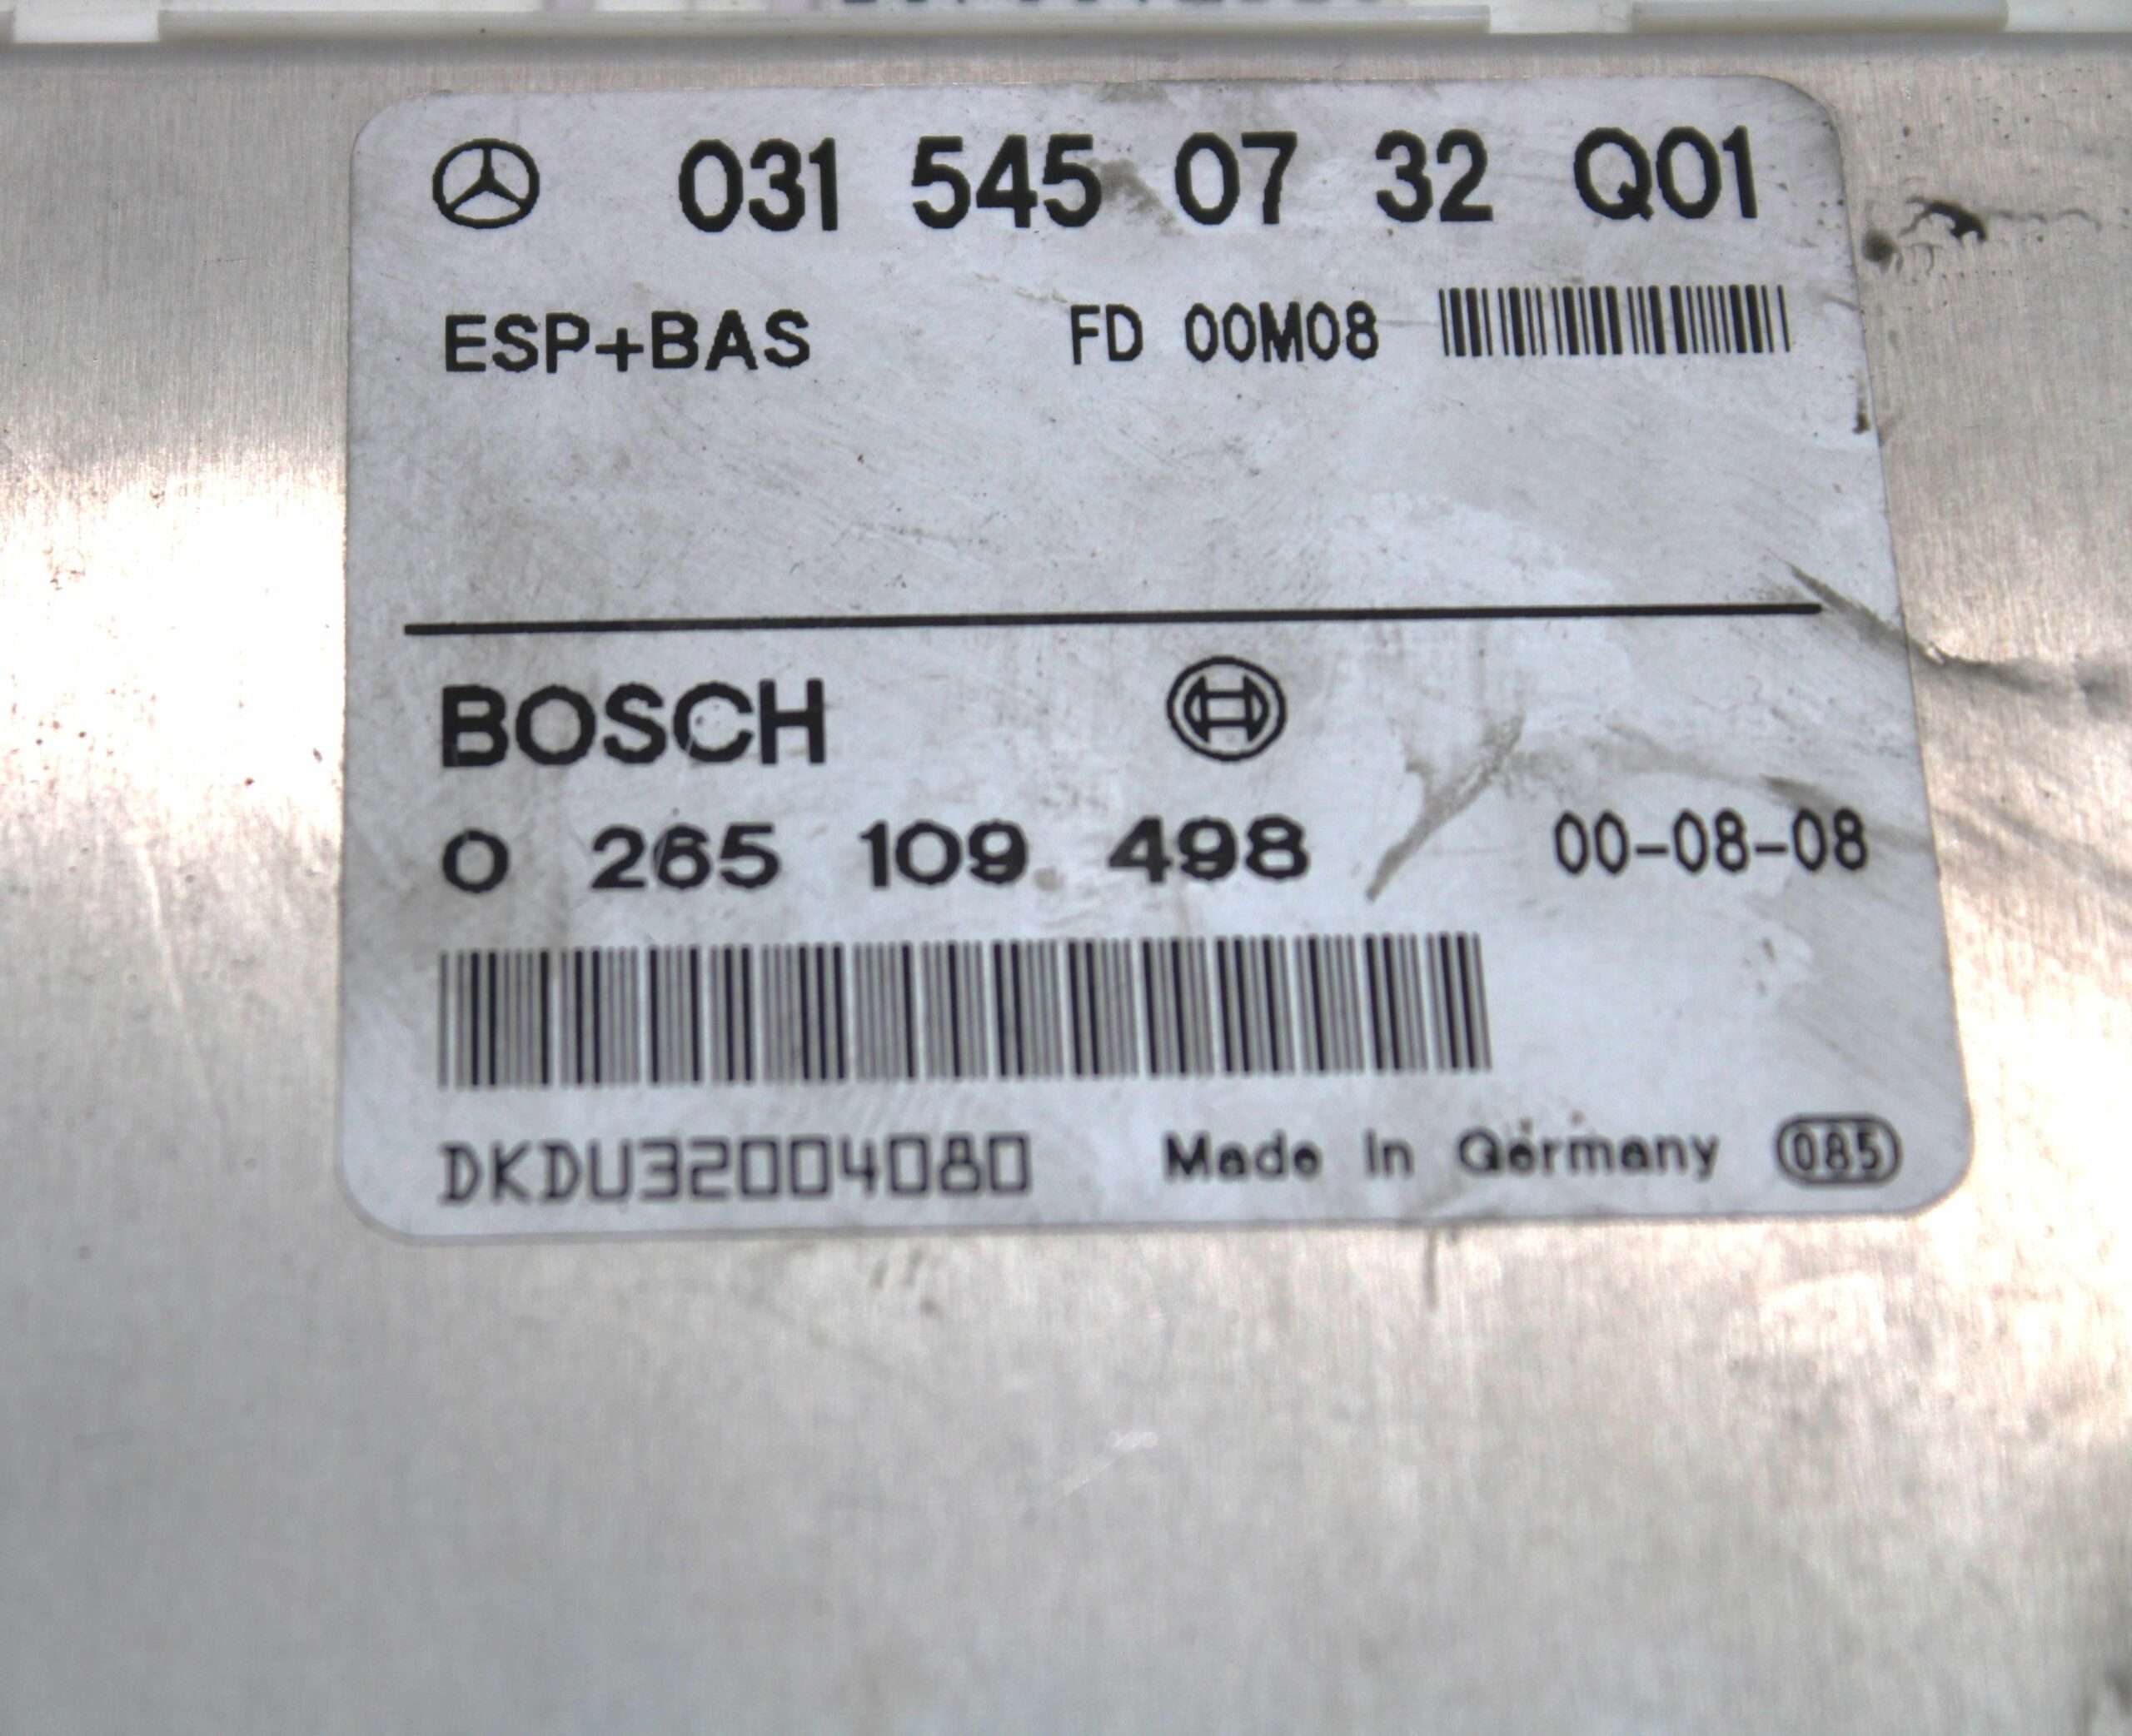 031 545 07 32 Q01
ESP+BAS FD 00M08
BOSCH
0 265 109 498 00-08-08
DKDU32004080 Made In Germany 085